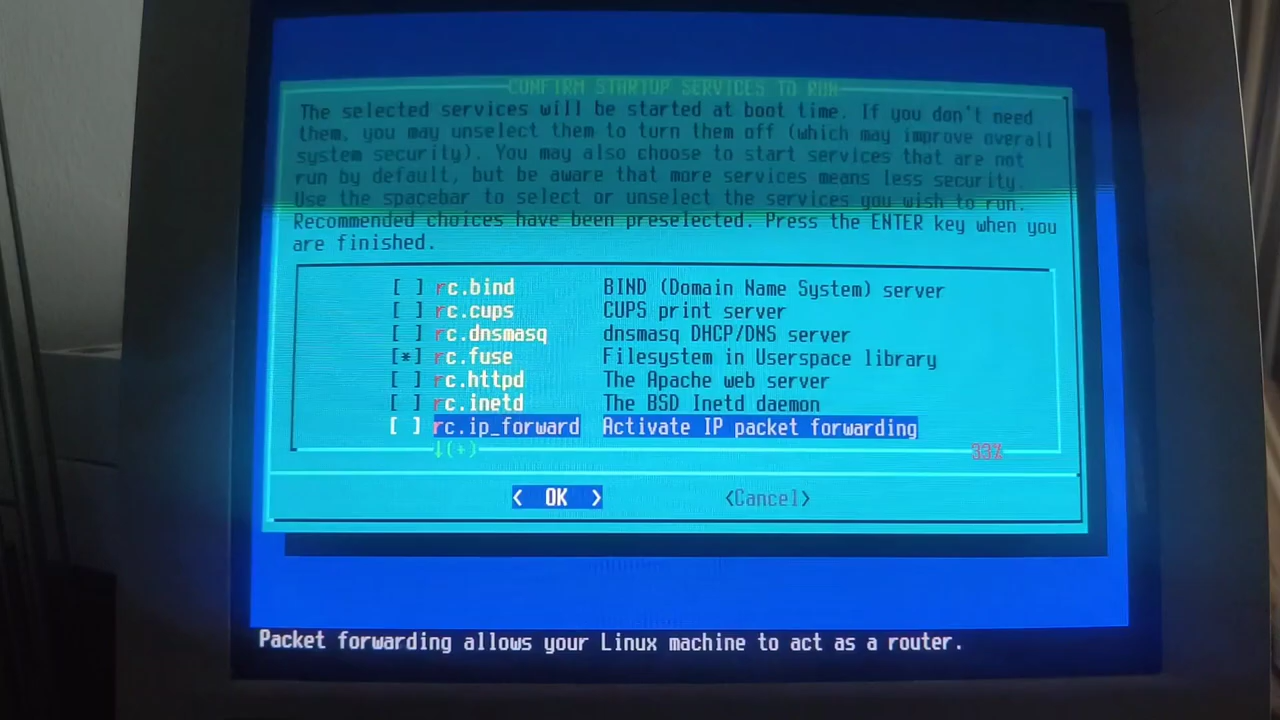 CONFIRM STARTUP SERVICES TO RUN
The selected services will be started at boot time. If you don't need
them, you may unselect them to turn them off (which may improve overall
system security). You may also choose to start services that are not
run by default, but be aware that more services means less security.
Use the spacebar to select or unselect the services you wish to run.
Recommended choices have been preselected. Press the ENTER key when you
are finished.
[ ] rc.bind BIND (Domain Name System) server
[ ] rc.cups CUPS print server
[ ] rc.dnsmasq dnsmasq DHCP/DNS server
[*] rc.fuse Filesystem in Userspace library
[ ] rc.httpd The Apache web server
[ ] rc.inetd The BSD Inetd daemon
[ ] rc.ip_forward Activate IP packet forwarding
↓(+) 33%
< OK > <Cancel>
Packet forwarding allows your Linux machine to act as a router.